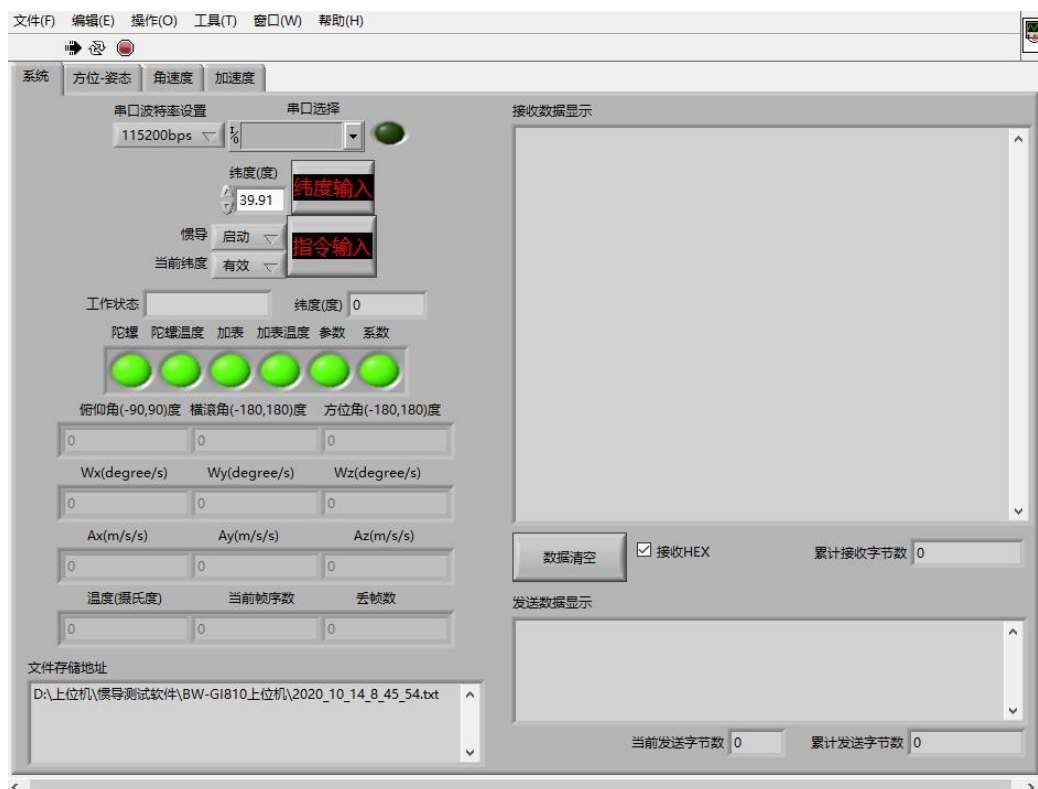 文件(F) 编辑(E) 操作(O) 工具(T) 窗口(W) 帮助(H)
系统 方位-姿态 角速度 加速度
串口波特率设置 串口选择
115200bps I/O
纬度(度)
39.91 纬度输入
惯导 启动
指令输入
当前纬度 有效
工作状态 纬度(度) 0
陀螺 陀螺温度 加表 加表温度 参数 系数
俯仰角(-90,90)度 横滚角(-180,180)度 方位角(-180,180)度
0 0 0
Wx(degree/s) Wy(degree/s) Wz(degree/s)
0 0 0
Ax(m/s/s) Ay(m/s/s) Az(m/s/s)
0 0 0
温度(摄氏度) 当前帧序数 丢帧数
0 0 0
文件存储地址
D:\上位机\惯导测试软件\BW-GI810上位机\2020_10_14_8_45_54.txt
接收数据显示
数据清空 接收HEX 累计接收字节数 0
发送数据显示
当前发送字节数 0 累计发送字节数 0